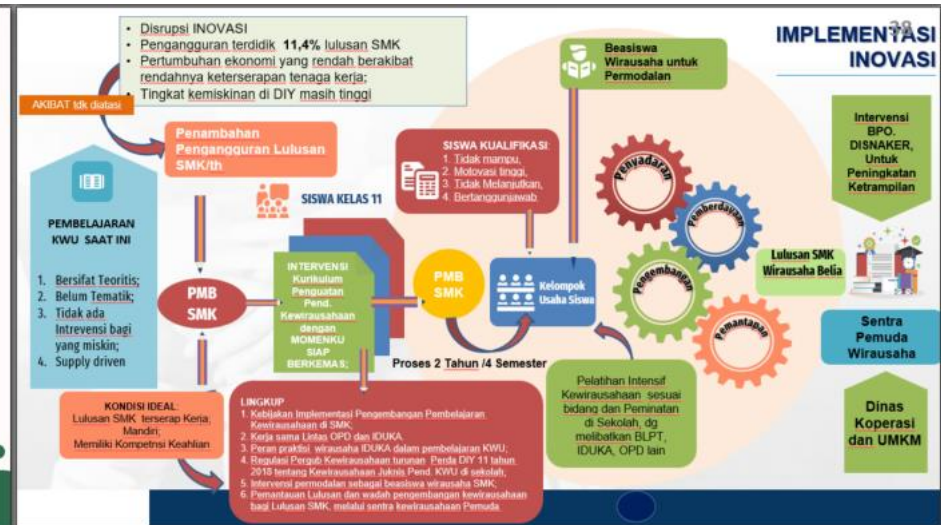 38
IMPLEMENTASI
INOVASI
• Disrupsi INOVASI
• Pengangguran terdidik 11,4% lulusan SMK
• Pertumbuhan ekonomi yang rendah berakibat
rendahnya keterserapan tenaga kerja;
• Tingkat kemiskinan di DIY masih tinggi
AKIBAT tdk diatasi
Penambahan
Pengangguran Lulusan
SMK/th
PEMBELAJARAN
KWU SAAT INI
1. Bersifat Teoritis;
2. Belum Tematik;
3. Tidak ada
Intrevensi bagi
yang miskin;
4. Supply driven
PMB
SMK
KONDISI IDEAL:
Lulusan SMK terserap Kerja;
Mandiri;
Memiliki Kompetnsi Keahlian
SISWA KELAS 11
INTERVENSI
Kurikulum
Penguatan
Pend.
Kewirausahaan
dengan
MOMENKU
SIAP
BERKEMAS;
SISWA KUALIFIKASI:
1. Tidak mampu,
2. Motovasi tinggi,
3. Tidak Melanjutkan,
4. Bertanggunjawab
PMB
SMK
Proses 2 Tahun /4 Semester
Kelompok
Usaha Siswa
Beasiswa
Wirausaha untuk
Permodalan
LINGKUP
1. Kebijakan Implementasi Pengembangan Pembelajaran
Kewirausahaan di SMK;
2. Kerja sama Lintas OPD dan IDUKA.
3. Peran praktisi wirausaha IDUKA dalam pembelajaran KWU;
4. Regulasi Pergub Kewirausahaan turunan Perda DIY 11 tahun
2018 tentang Kewirausahaan Juknis Pend. KWU di sekolah.
5. Intervensi permodalan sebagai beasiswa wirausaha SMK;
6. Pemantauan Lulusan dan wadah pengembangan kewirausahaan
bagi Lulusan SMK, melalui sentra kewirausahaan Pemuda
Penyadaran
Pemberdayaan
Pengembangan
Pemantapan
Pelatihan Intensif
Kewirausahaan sesuai
bidang dan Peminatan
di Sekolah, dg
melibatkan BLPT,
IDUKA, OPD lain
Intervensi
BPO.
DISNAKER,
Untuk
Peningkatan
Ketrampilan
Lulusan SMK
Wirausaha Belia
Sentra
Pemuda
Wirausaha
Dinas
Koperasi
dan UMKM